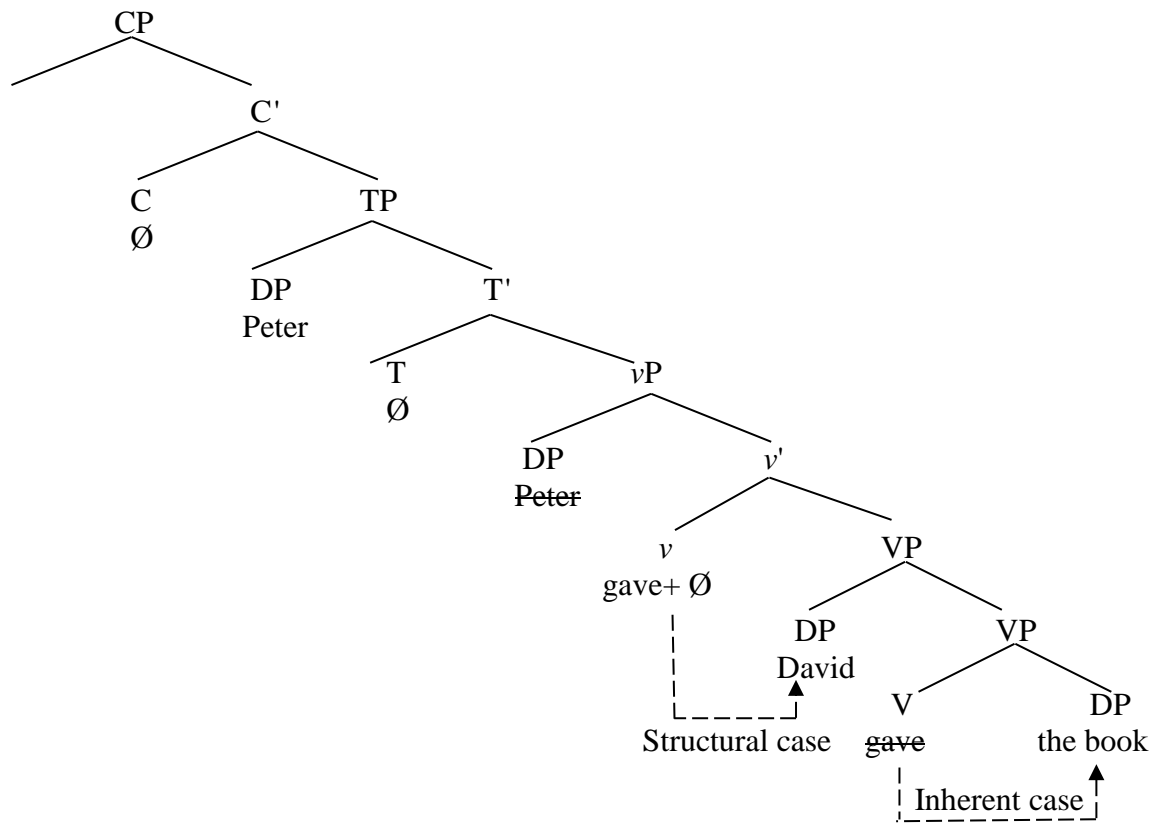 CP
C'
C TP
Ø
DP T'
Peter
T vP
Ø
DP v'
Peter
v VP
gave+ Ø
DP VP
David
V DP
Structural case gave the book
Inherent case